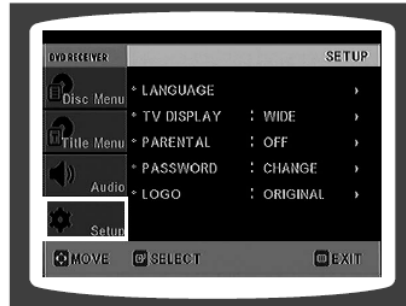 DVD RECEIVER SETUP
Disc Menu
Title Menu
Audio
Setup
LANGUAGE
TV DISPLAY : WIDE
PARENTAL : OFF
PASSWORD : CHANGE
LOGO : ORIGINAL
MOVE SELECT EXIT